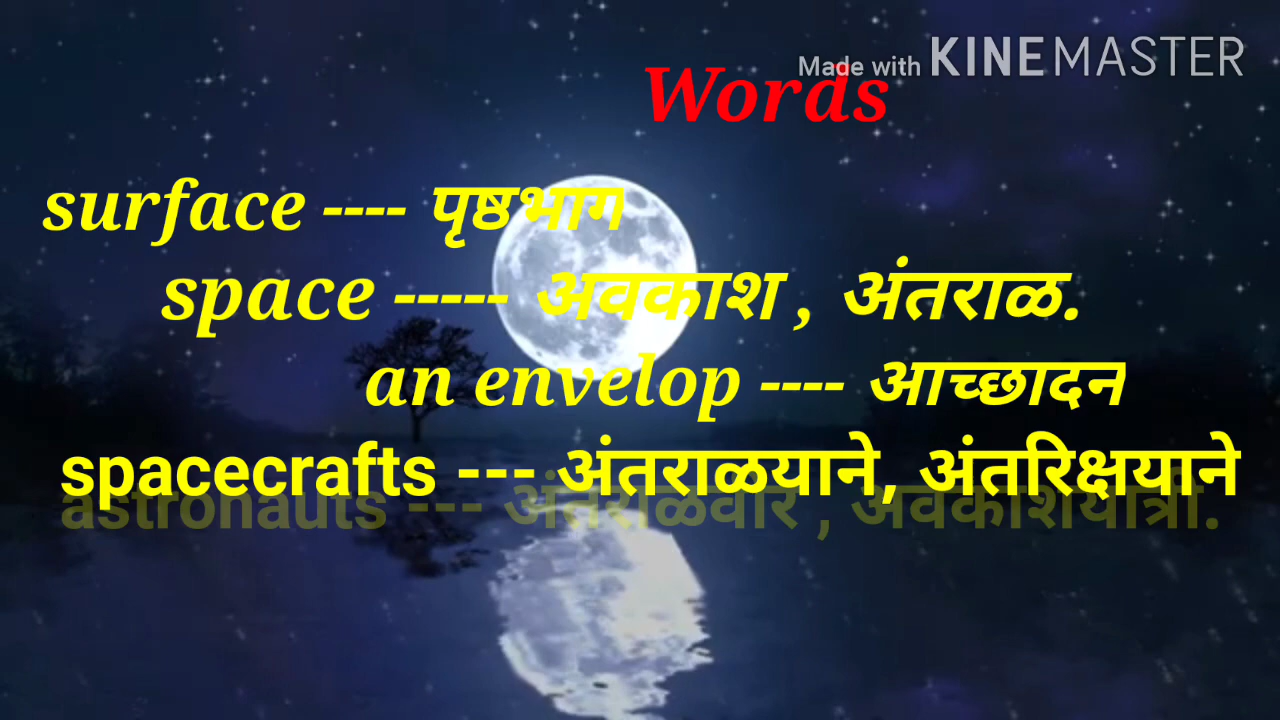 Made with KINEMASTER
Words
surface ---- पृष्ठभाग
space ----- अवकाश , अंतराळ.
an envelop ---- आच्छादन
spacecrafts --- अंतराळयाने, अंतरिक्षयाने
astronauts --- अंतराळवीर , अवकाशयात्री.